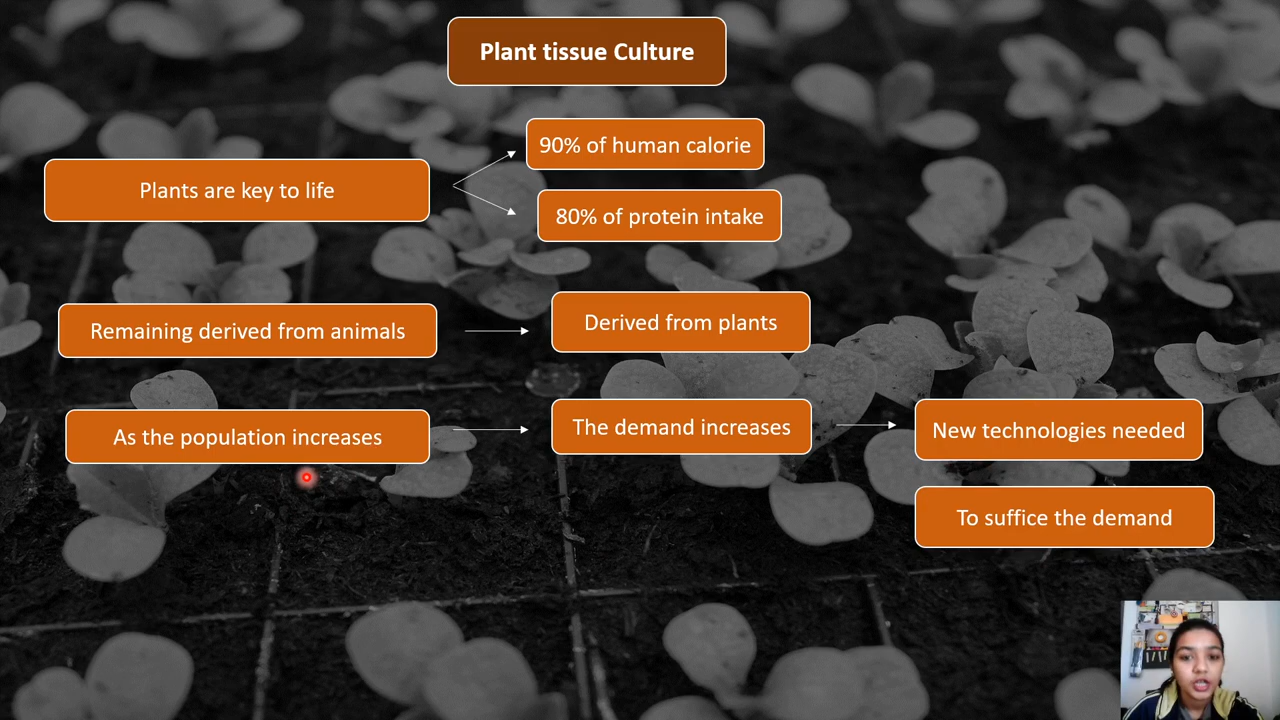 Plant tissue Culture
90% of human calorie
Plants are key to life
80% of protein intake
Remaining derived from animals
Derived from plants
As the population increases
The demand increases
New technologies needed
To suffice the demand